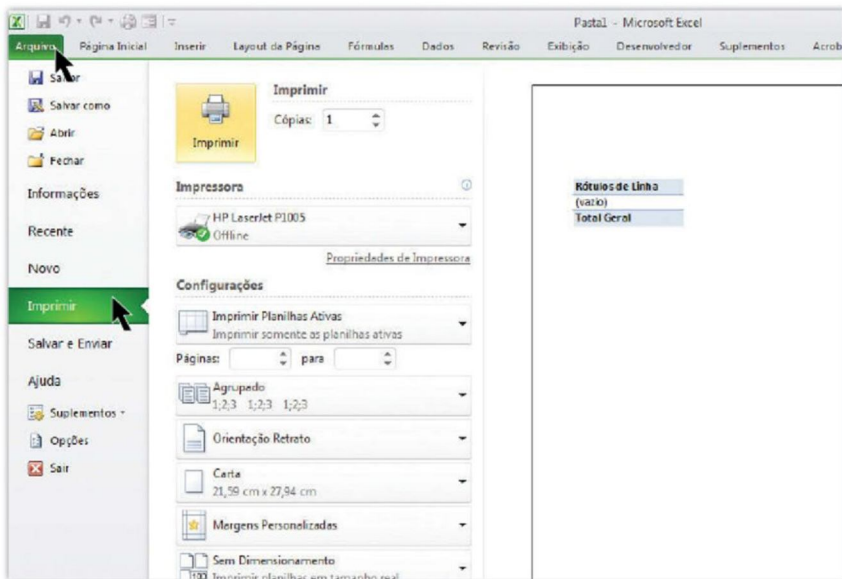 Pasta1 - Microsoft Excel
Arquivo Página Inicial Inserir Layout da Página Fórmulas Dados Revisão Exibição Desenvolvedor Suplementos Acrob
Salvar
Salvar como
Abrir
Fechar
Informações
Recente
Novo
Imprimir
Salvar e Enviar
Ajuda
Suplementos
Opções
Sair
Imprimir
Imprimir
Cópias: 1
Impressora
HP LaserJet P1005
Offline
Propriedades de Impressora
Configurações
Imprimir Planilhas Ativas
Imprimir somente as planilhas ativas
Páginas: para
Agrupado
1;2;3 1;2;3 1;2;3
Orientação Retrato
Carta
21,59 cm x 27,94 cm
Margens Personalizadas
Sem Dimensionamento
100 Imprimir planilhas em tamanho real
Rótulos de Linha
(vazio)
Total Geral